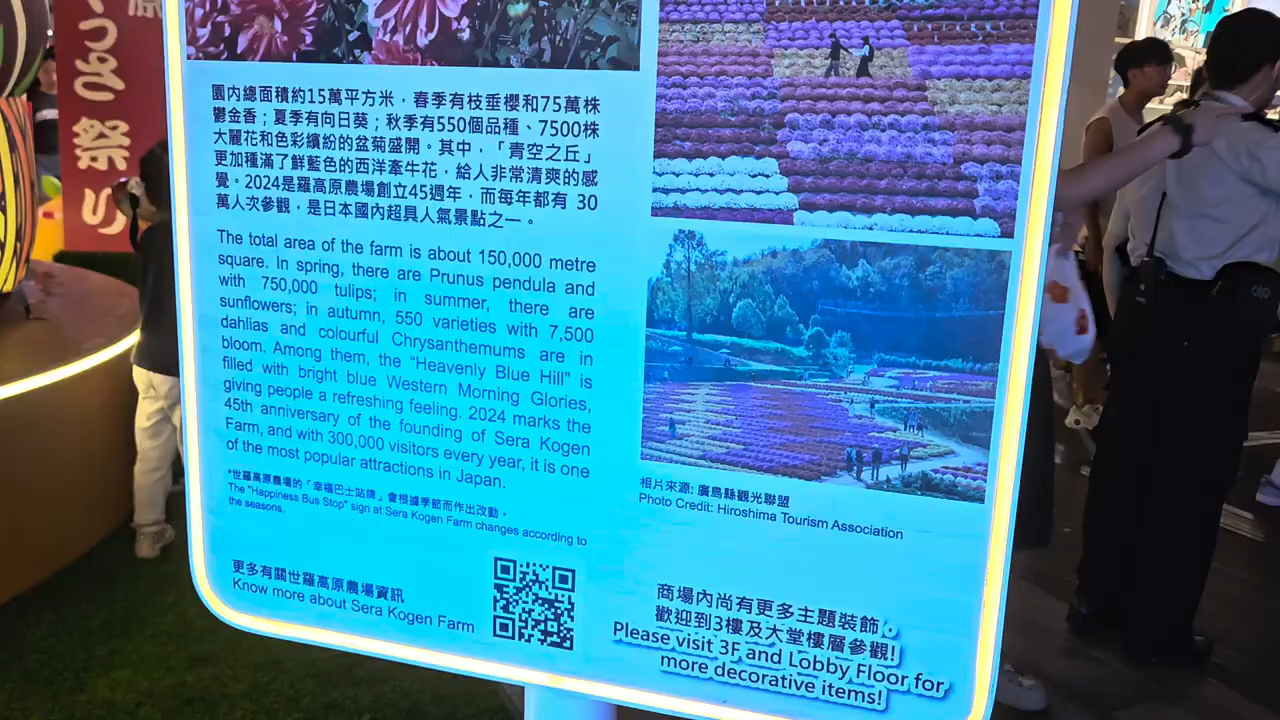 つるし祭り
園内總面積約15萬平方米，春季有枝垂櫻和75萬株
鬱金香；夏季有向日葵；秋季有550個品種、7500株
大麗花和色彩繽紛的盆菊盛開。其中，「青空之丘」
更加種滿了鮮藍色的西洋牽牛花，給人非常清爽的感
覺。2024是羅高原農場創立45週年，而每年都有 30
萬人次參觀，是日本國內超具人氣景點之一。
The total area of the farm is about 150,000 metre
square. In spring, there are Prunus pendula and
with 750,000 tulips; in summer, there are
sunflowers; in autumn, 550 varieties with 7,500
dahlias and colourful Chrysanthemums are in
bloom. Among them, the “Heavenly Blue Hill” is
filled with bright blue Western Morning Glories,
giving people a refreshing feeling. 2024 marks the
45th anniversary of the founding of Sera Kogen
Farm, and with 300,000 visitors every year, it is one
of the most popular attractions in Japan.
*世羅高原農場的「幸福巴士站牌」會根據季節而作出改動。
The "Happiness Bus Stop" sign at Sera Kogen Farm changes according to
the seasons.
更多有關世羅高原農場資訊
Know more about Sera Kogen Farm
相片來源: 廣島縣觀光聯盟
Photo Credit: Hiroshima Tourism Association
商場內尚有更多主題裝飾。
歡迎到3樓及大堂樓層參觀!
Please visit 3F and Lobby Floor for
more decorative items!